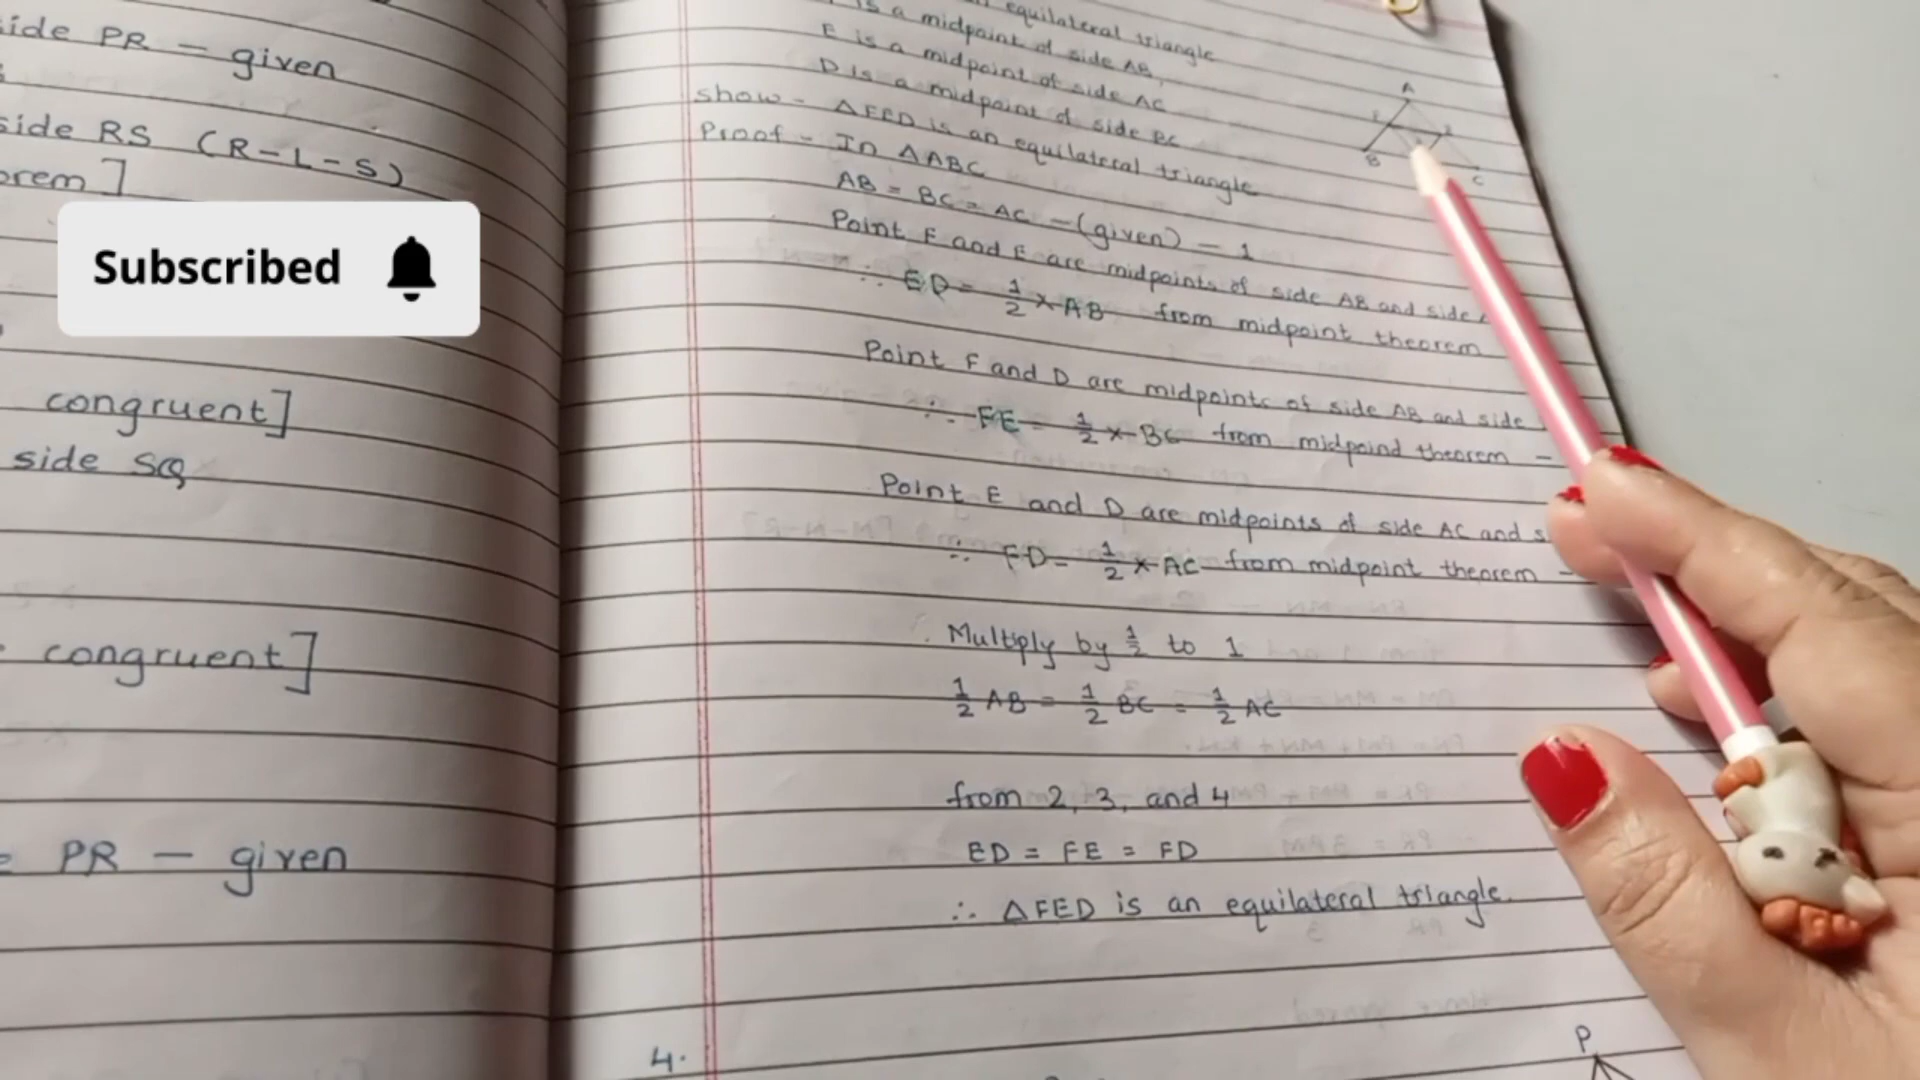 side PR - given
side RS (R-L-S)
orem]
Subscribed
congruent]
side SQ
congruent]
PR - given
equilateral triangle
is a midpoint of side AB,
E is a midpoint of side AC
D is a midpoint of side BC
show - ΔFED is an equilateral triangle
Proof - In ΔABC
AB = BC = AC - (given) - 1
Point F and E are midpoints of side AB and side
∴ ED = 1/2 × AB from midpoint theorem
Point F and D are midpoints of side AB and side
∴ FE = 1/2 × BC from midpoind theorem -
Point E and D are midpoints of side AC and s
∴ FD = 1/2 × AC from midpoint theorem -
Multiply by 1/2 to 1
1/2 AB = 1/2 BC = 1/2 AC
from 2, 3, and 4
ED = FE = FD
∴ ΔFED is an equilateral triangle.
4.
A
B
C
P